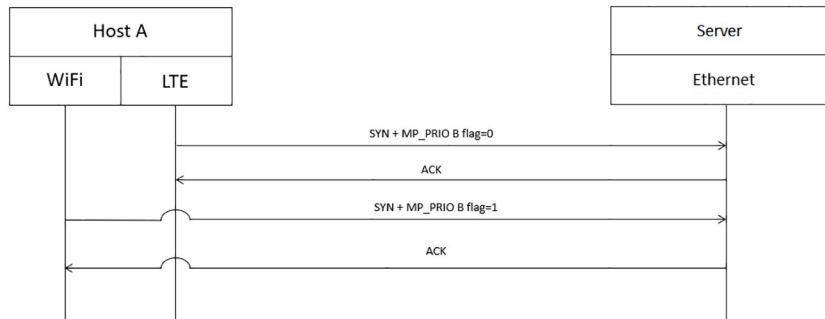 Host A
Server
WiFi
LTE
Ethernet
SYN + MP_PRIO B flag=0
ACK
SYN + MP_PRIO B flag=1
ACK